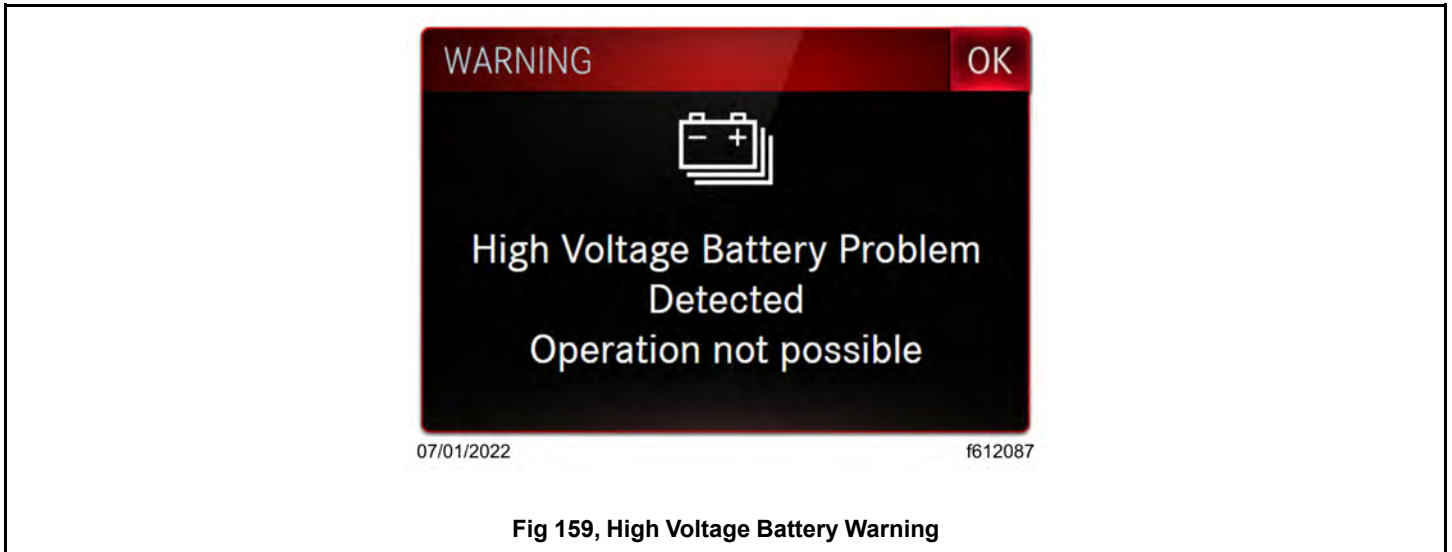 WARNING
OK
- +
High Voltage Battery Problem
Detected
Operation not possible
07/01/2022
f612087
Fig 159, High Voltage Battery Warning